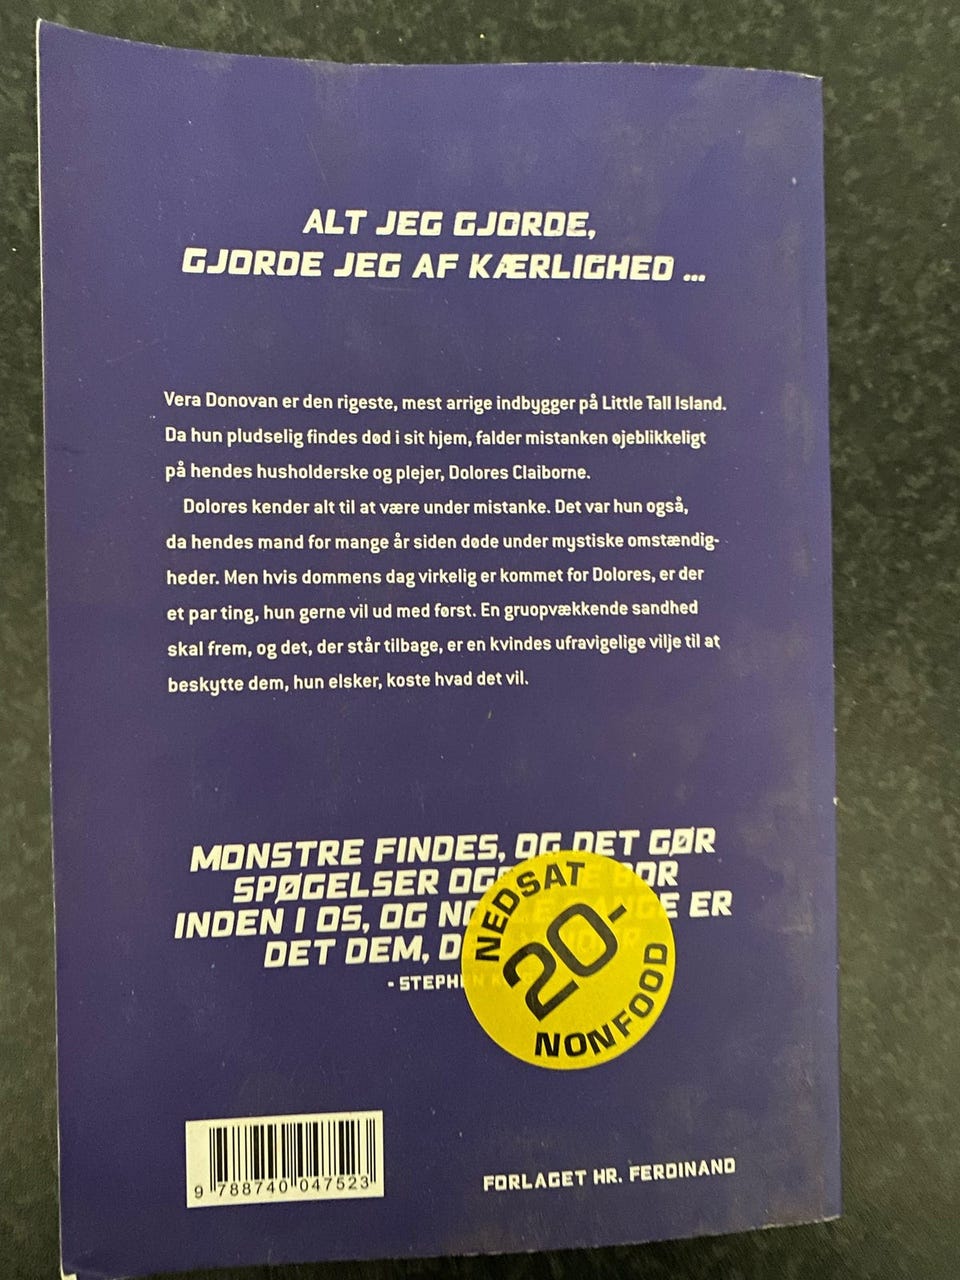 ALT JEG GJORDE,
GJORDE JEG AF KÆRLIGHED ...
Vera Donovan er den rigeste, mest arrige indbygger på Little Tall Island.
Da hun pludselig findes død i sit hjem, falder mistanken øjeblikkeligt
på hendes husholderske og plejer, Dolores Claiborne.
Dolores kender alt til at være under mistanke. Det var hun også,
da hendes mand for mange år siden døde under mystiske omstændig-
heder. Men hvis dommens dag virkelig er kommet for Dolores, er der
et par ting, hun gerne vil ud med først. En gruopvækkende sandhed
skal frem, og det, der står tilbage, er en kvindes ufravigelige vilje til at
beskytte dem, hun elsker, koste hvad det vil.
MONSTRE FINDES, OG DET GØR
SPØGELSER BOR
INDEN I OS, OG ER
DET DEM,
- STEPHEN
NEDSAT
20-
NONFOOD
9 788740 047523
FORLAGET HR. FERDINAND